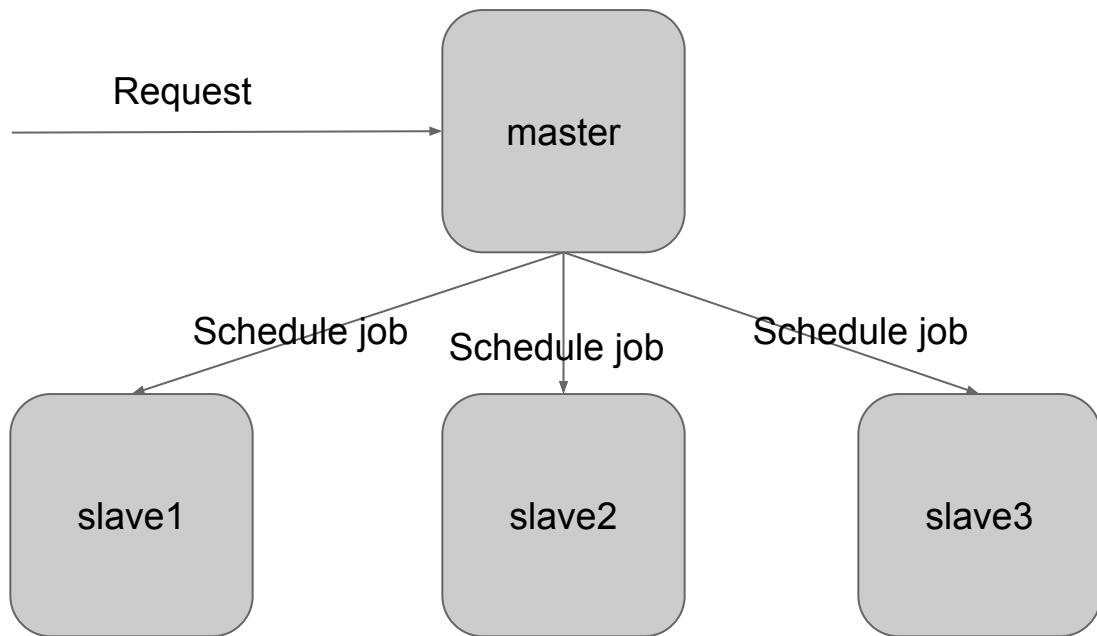 Request
master
Schedule job
Schedule job
Schedule job
slave1
slave2
slave3